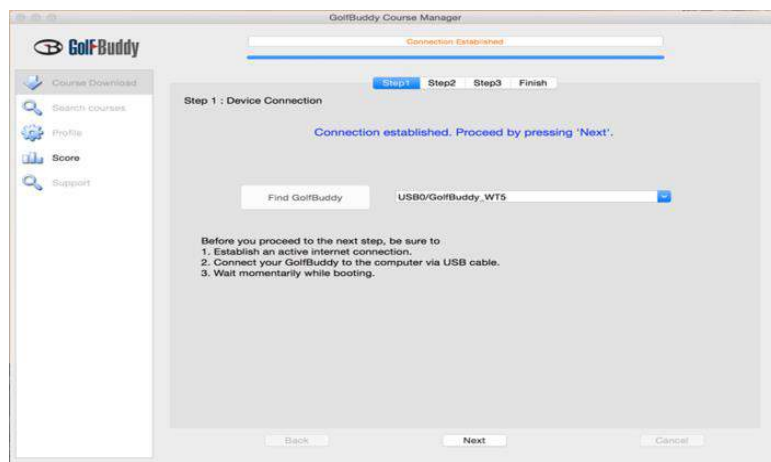 GolfBuddy Course Manager
GolFBuddy
Connection Established
Course Download
Search courses
Profile
Score
Support
Step1 Step2 Step3 Finish
Step 1 : Device Connection
Connection established. Proceed by pressing 'Next'.
Find GolfBuddy
USB0/GolfBuddy_WT5
Before you proceed to the next step, be sure to
1. Establish an active internet connection.
2. Connect your GolfBuddy to the computer via USB cable.
3. Wait momentarily while booting.
Back Next Cancel